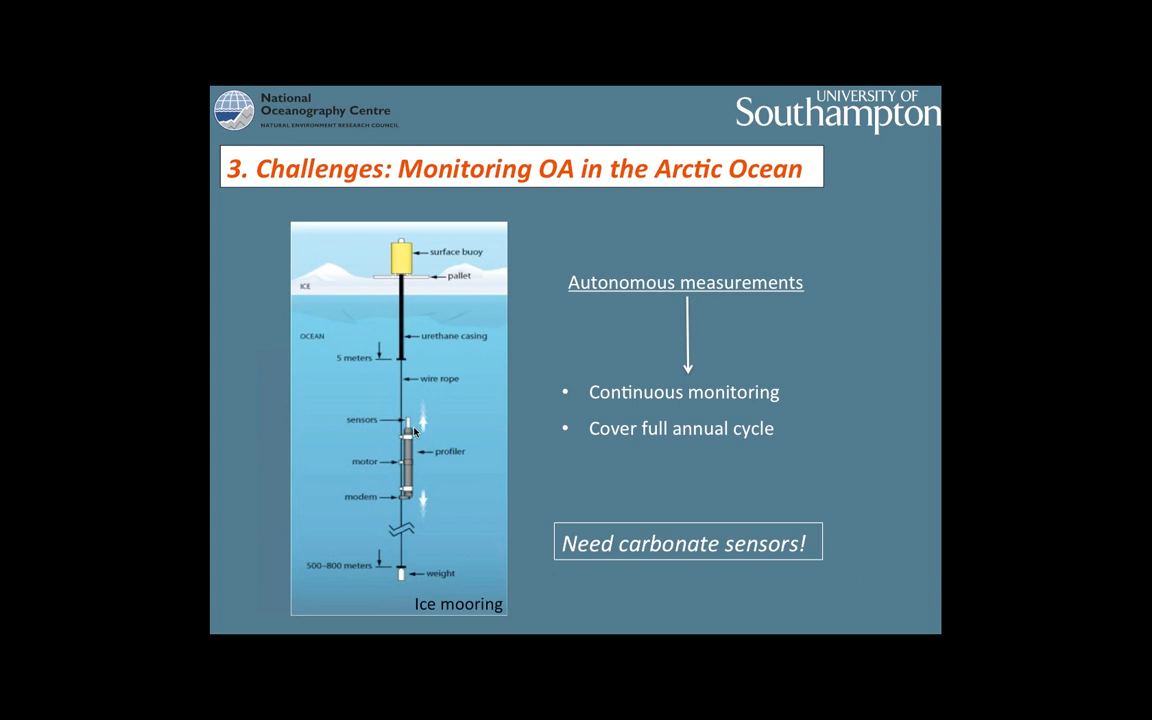 National
Oceanography Centre
NATURAL ENVIRONMENT RESEARCH COUNCIL
UNIVERSITY OF
Southampton
3. Challenges: Monitoring OA in the Arctic Ocean
surface buoy
pallet
ICE
OCEAN
urethane casing
5 meters
wire rope
sensors
profiler
motor
modem
500–800 meters
weight
Ice mooring
Autonomous measurements
• Continuous monitoring
• Cover full annual cycle
Need carbonate sensors!